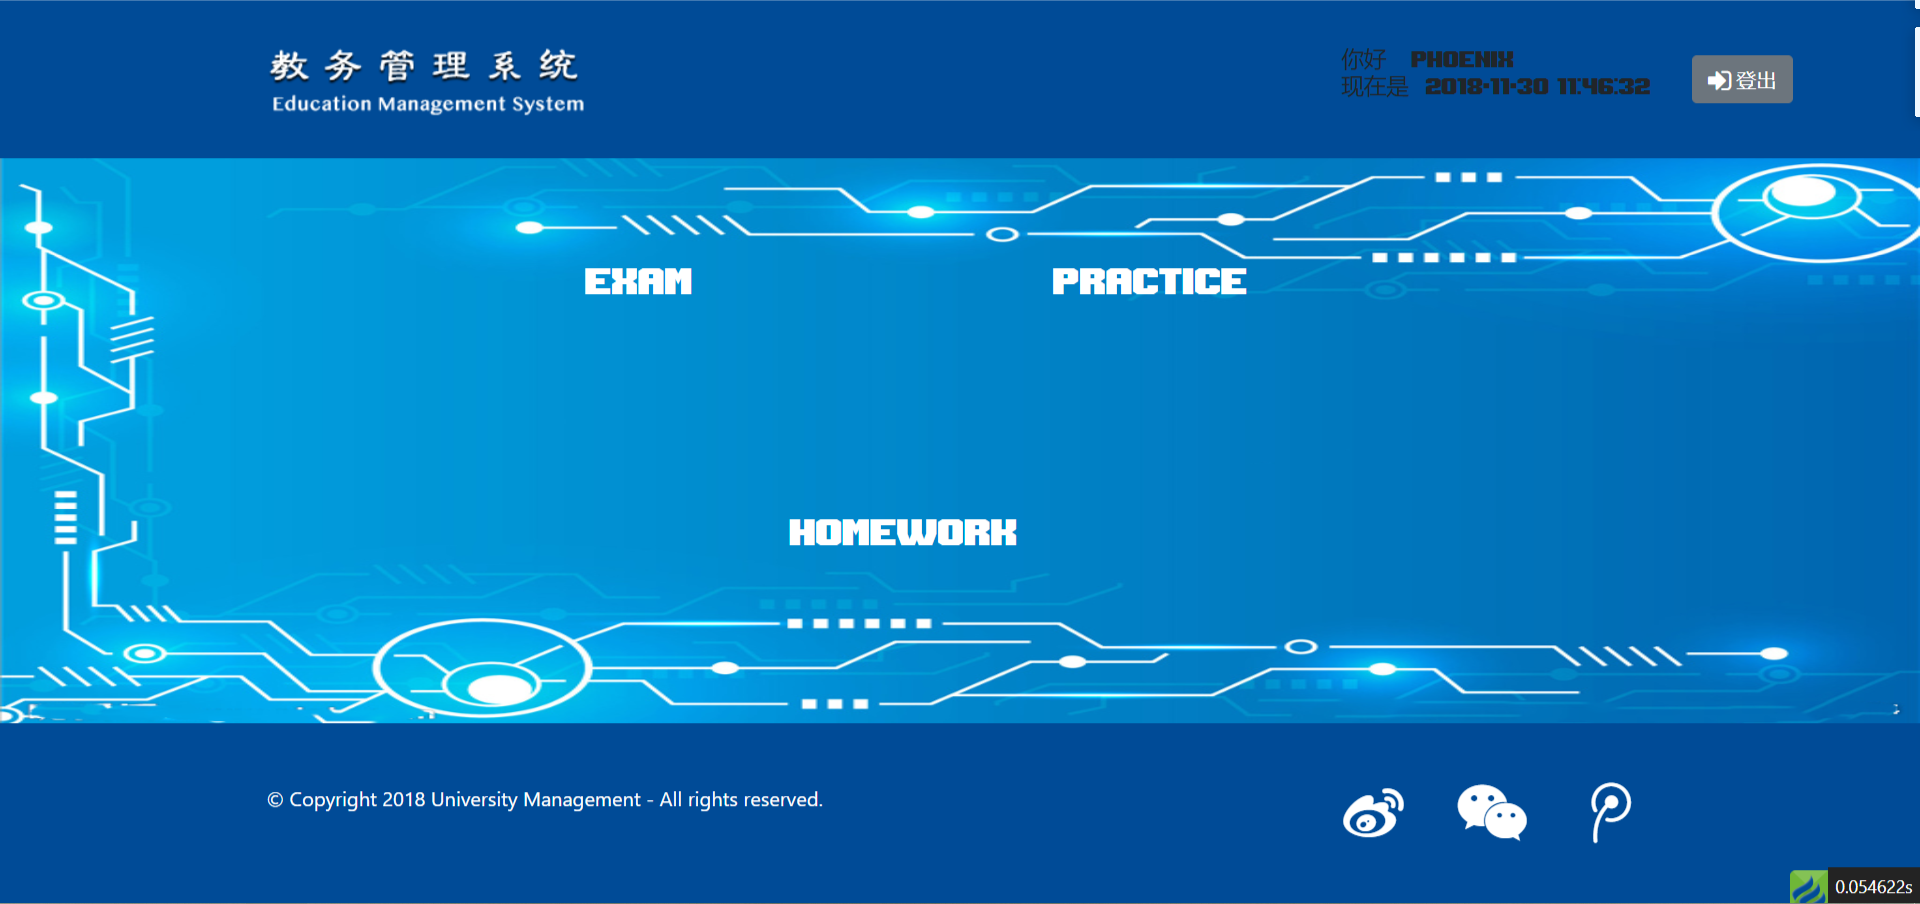 教务管理系统
Education Management System
你好 PHOENIX
现在是 2018-11-30 11:46:32
登出
EXAM
PRACTICE
HOMEWORK
© Copyright 2018 University Management - All rights reserved.
0.054622s